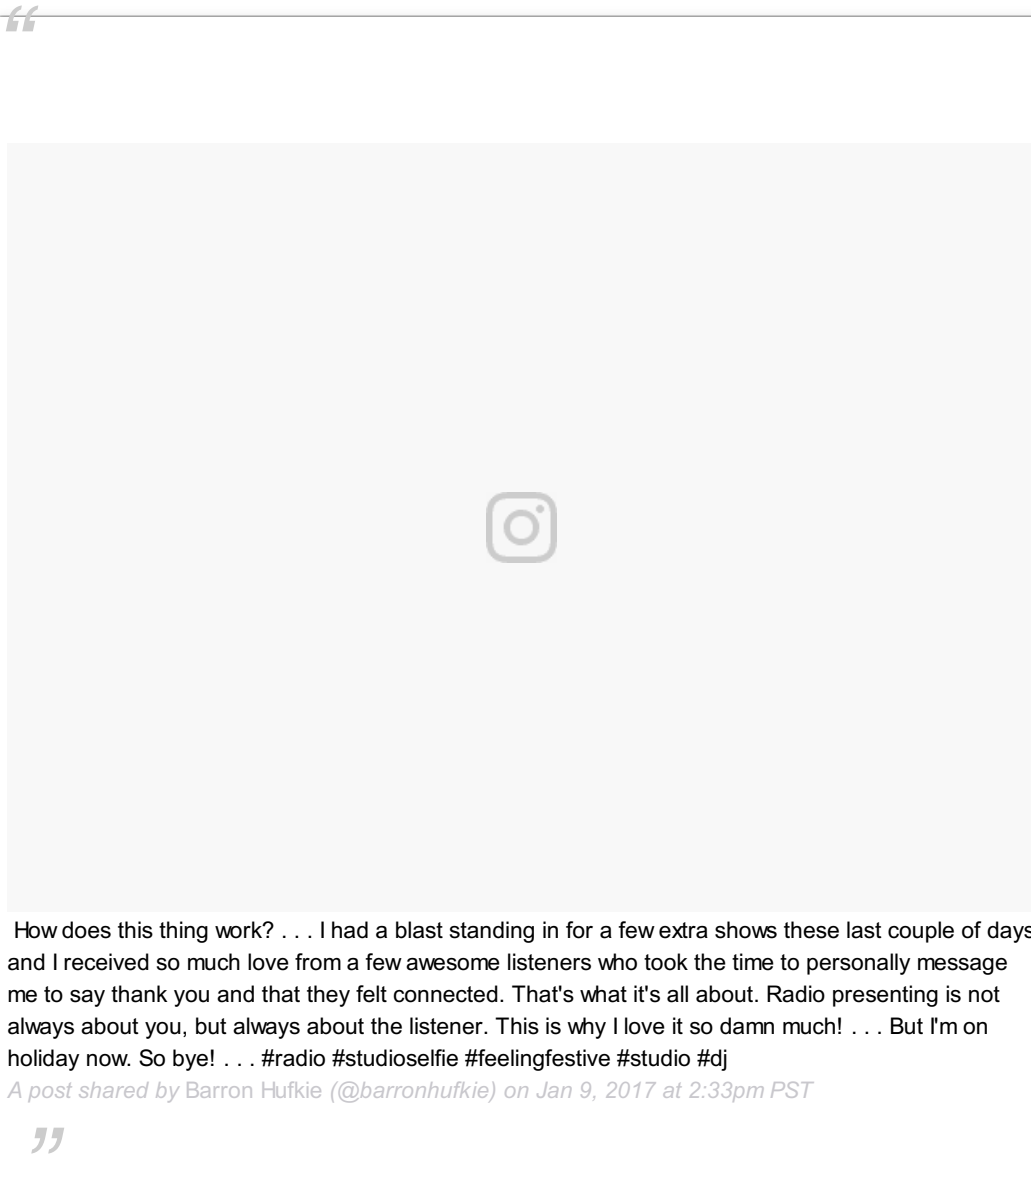 “
How does this thing work? . . . I had a blast standing in for a few extra shows these last couple of days
and I received so much love from a few awesome listeners who took the time to personally message
me to say thank you and that they felt connected. That's what it's all about. Radio presenting is not
always about you, but always about the listener. This is why I love it so damn much! . . . But I'm on
holiday now. So bye! . . . #radio #studioselfie #feelingfestive #studio #dj
A post shared by Barron Hufkie (@barronhufkie) on Jan 9, 2017 at 2:33pm PST
”